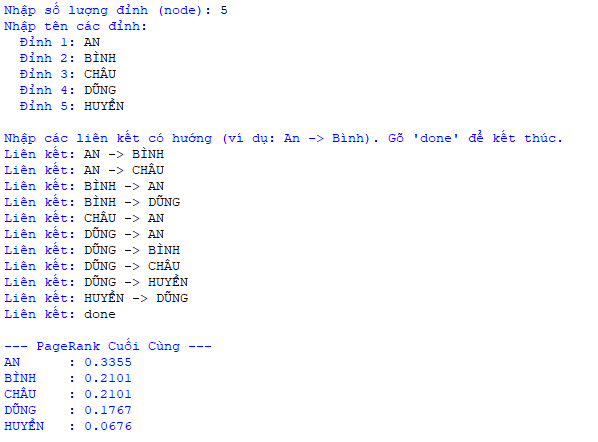 Nhập số lượng đỉnh (node): 5
Nhập tên các đỉnh:
  Đỉnh 1: AN
  Đỉnh 2: BÌNH
  Đỉnh 3: CHÂU
  Đỉnh 4: DŨNG
  Đỉnh 5: HUYỀN

Nhập các liên kết có hướng (ví dụ: An -> Bình). Gõ 'done' để kết thúc.
Liên kết: AN -> BÌNH
Liên kết: AN -> CHÂU
Liên kết: BÌNH -> AN
Liên kết: BÌNH -> DŨNG
Liên kết: CHÂU -> AN
Liên kết: DŨNG -> AN
Liên kết: DŨNG -> BÌNH
Liên kết: DŨNG -> CHÂU
Liên kết: DŨNG -> HUYỀN
Liên kết: HUYỀN -> DŨNG
Liên kết: done

--- PageRank Cuối Cùng ---
AN      : 0.3355
BÌNH    : 0.2101
CHÂU    : 0.2101
DŨNG    : 0.1767
HUYỀN   : 0.0676